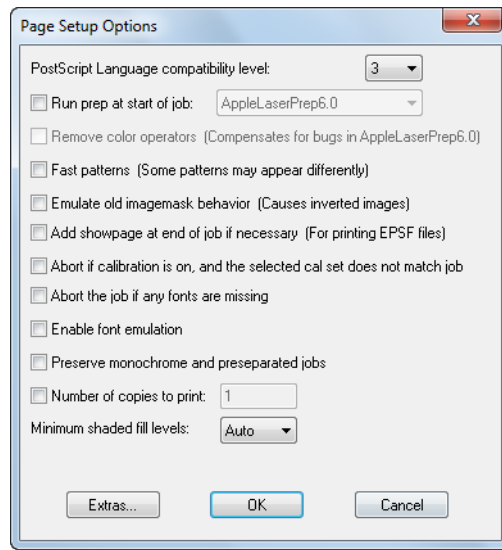 Page Setup Options
PostScript Language compatibility level: 3
Run prep at start of job: AppleLaserPrep6.0
Remove color operators (Compensates for bugs in AppleLaserPrep6.0)
Fast patterns (Some patterns may appear differently)
Emulate old imagemask behavior (Causes inverted images)
Add showpage at end of job if necessary (For printing EPSF files)
Abort if calibration is on, and the selected cal set does not match job
Abort the job if any fonts are missing
Enable font emulation
Preserve monochrome and preseparated jobs
Number of copies to print: 1
Minimum shaded fill levels: Auto
Extras... OK Cancel